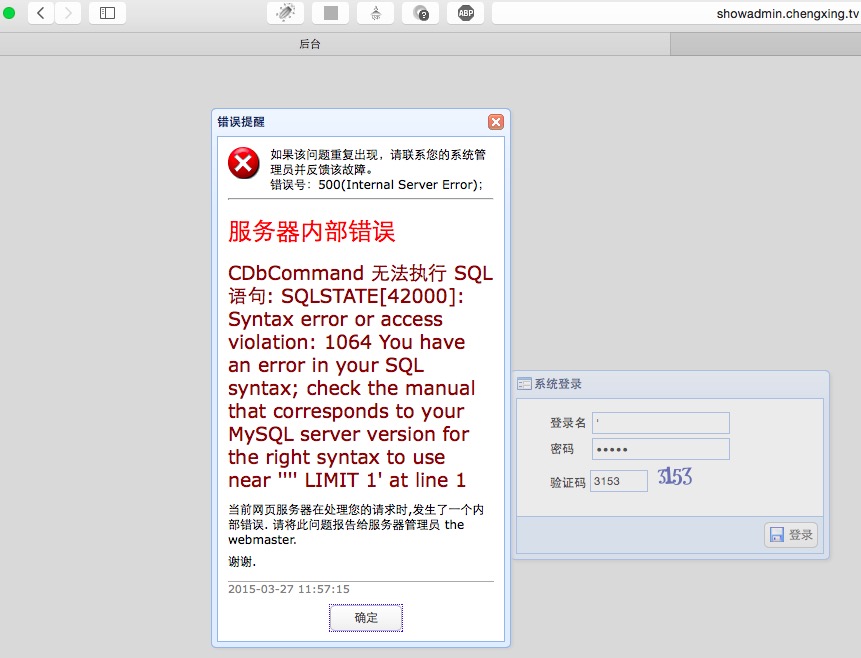 ABP
showadmin.chengxing.tv
后台
错误提醒
如果该问题重复出现，请联系您的系统管
理员并反馈该故障。
错误号：500(Internal Server Error);
服务器内部错误
CDbCommand 无法执行 SQL
语句: SQLSTATE[42000]:
Syntax error or access
violation: 1064 You have
an error in your SQL
syntax; check the manual
that corresponds to your
MySQL server version for
the right syntax to use
near '''' LIMIT 1' at line 1
当前网页服务器在处理您的请求时,发生了一个内
部错误. 请将此问题报告给服务器管理员 the
webmaster.
谢谢.
2015-03-27 11:57:15
确定
系统登录
登录名 '
密码 •••••
验证码 3153 3153
登录